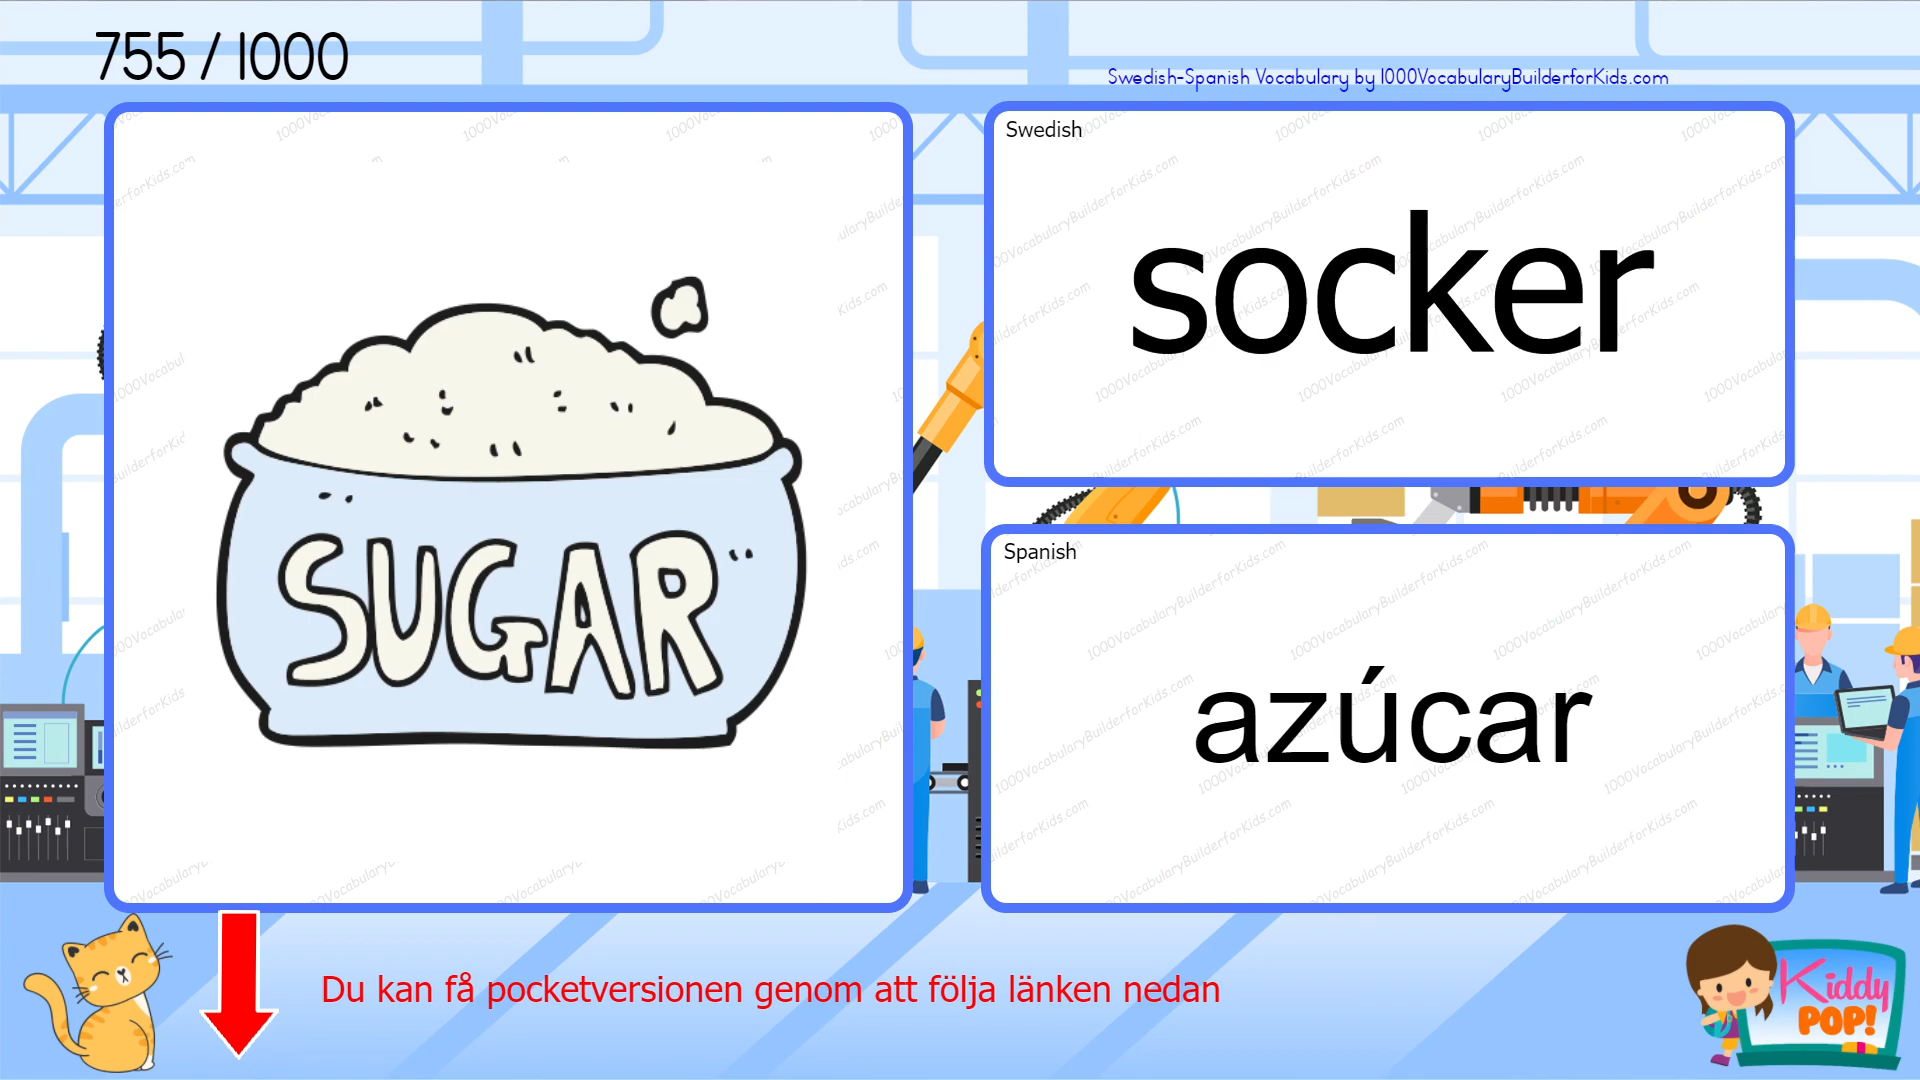 755 / 1000
Swedish-Spanish Vocabulary by 1000VocabularyBuilderforKids.com
SUGAR
Swedish
socker
Spanish
azúcar
Du kan få pocketversionen genom att följa länken nedan
Kiddy
POP!